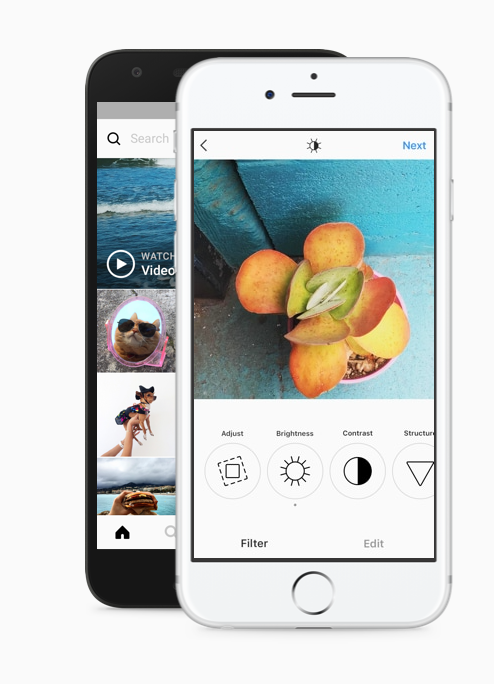 Search
WATCH
Video
Next
Adjust
Brightness
Contrast
Structure
Filter
Edit